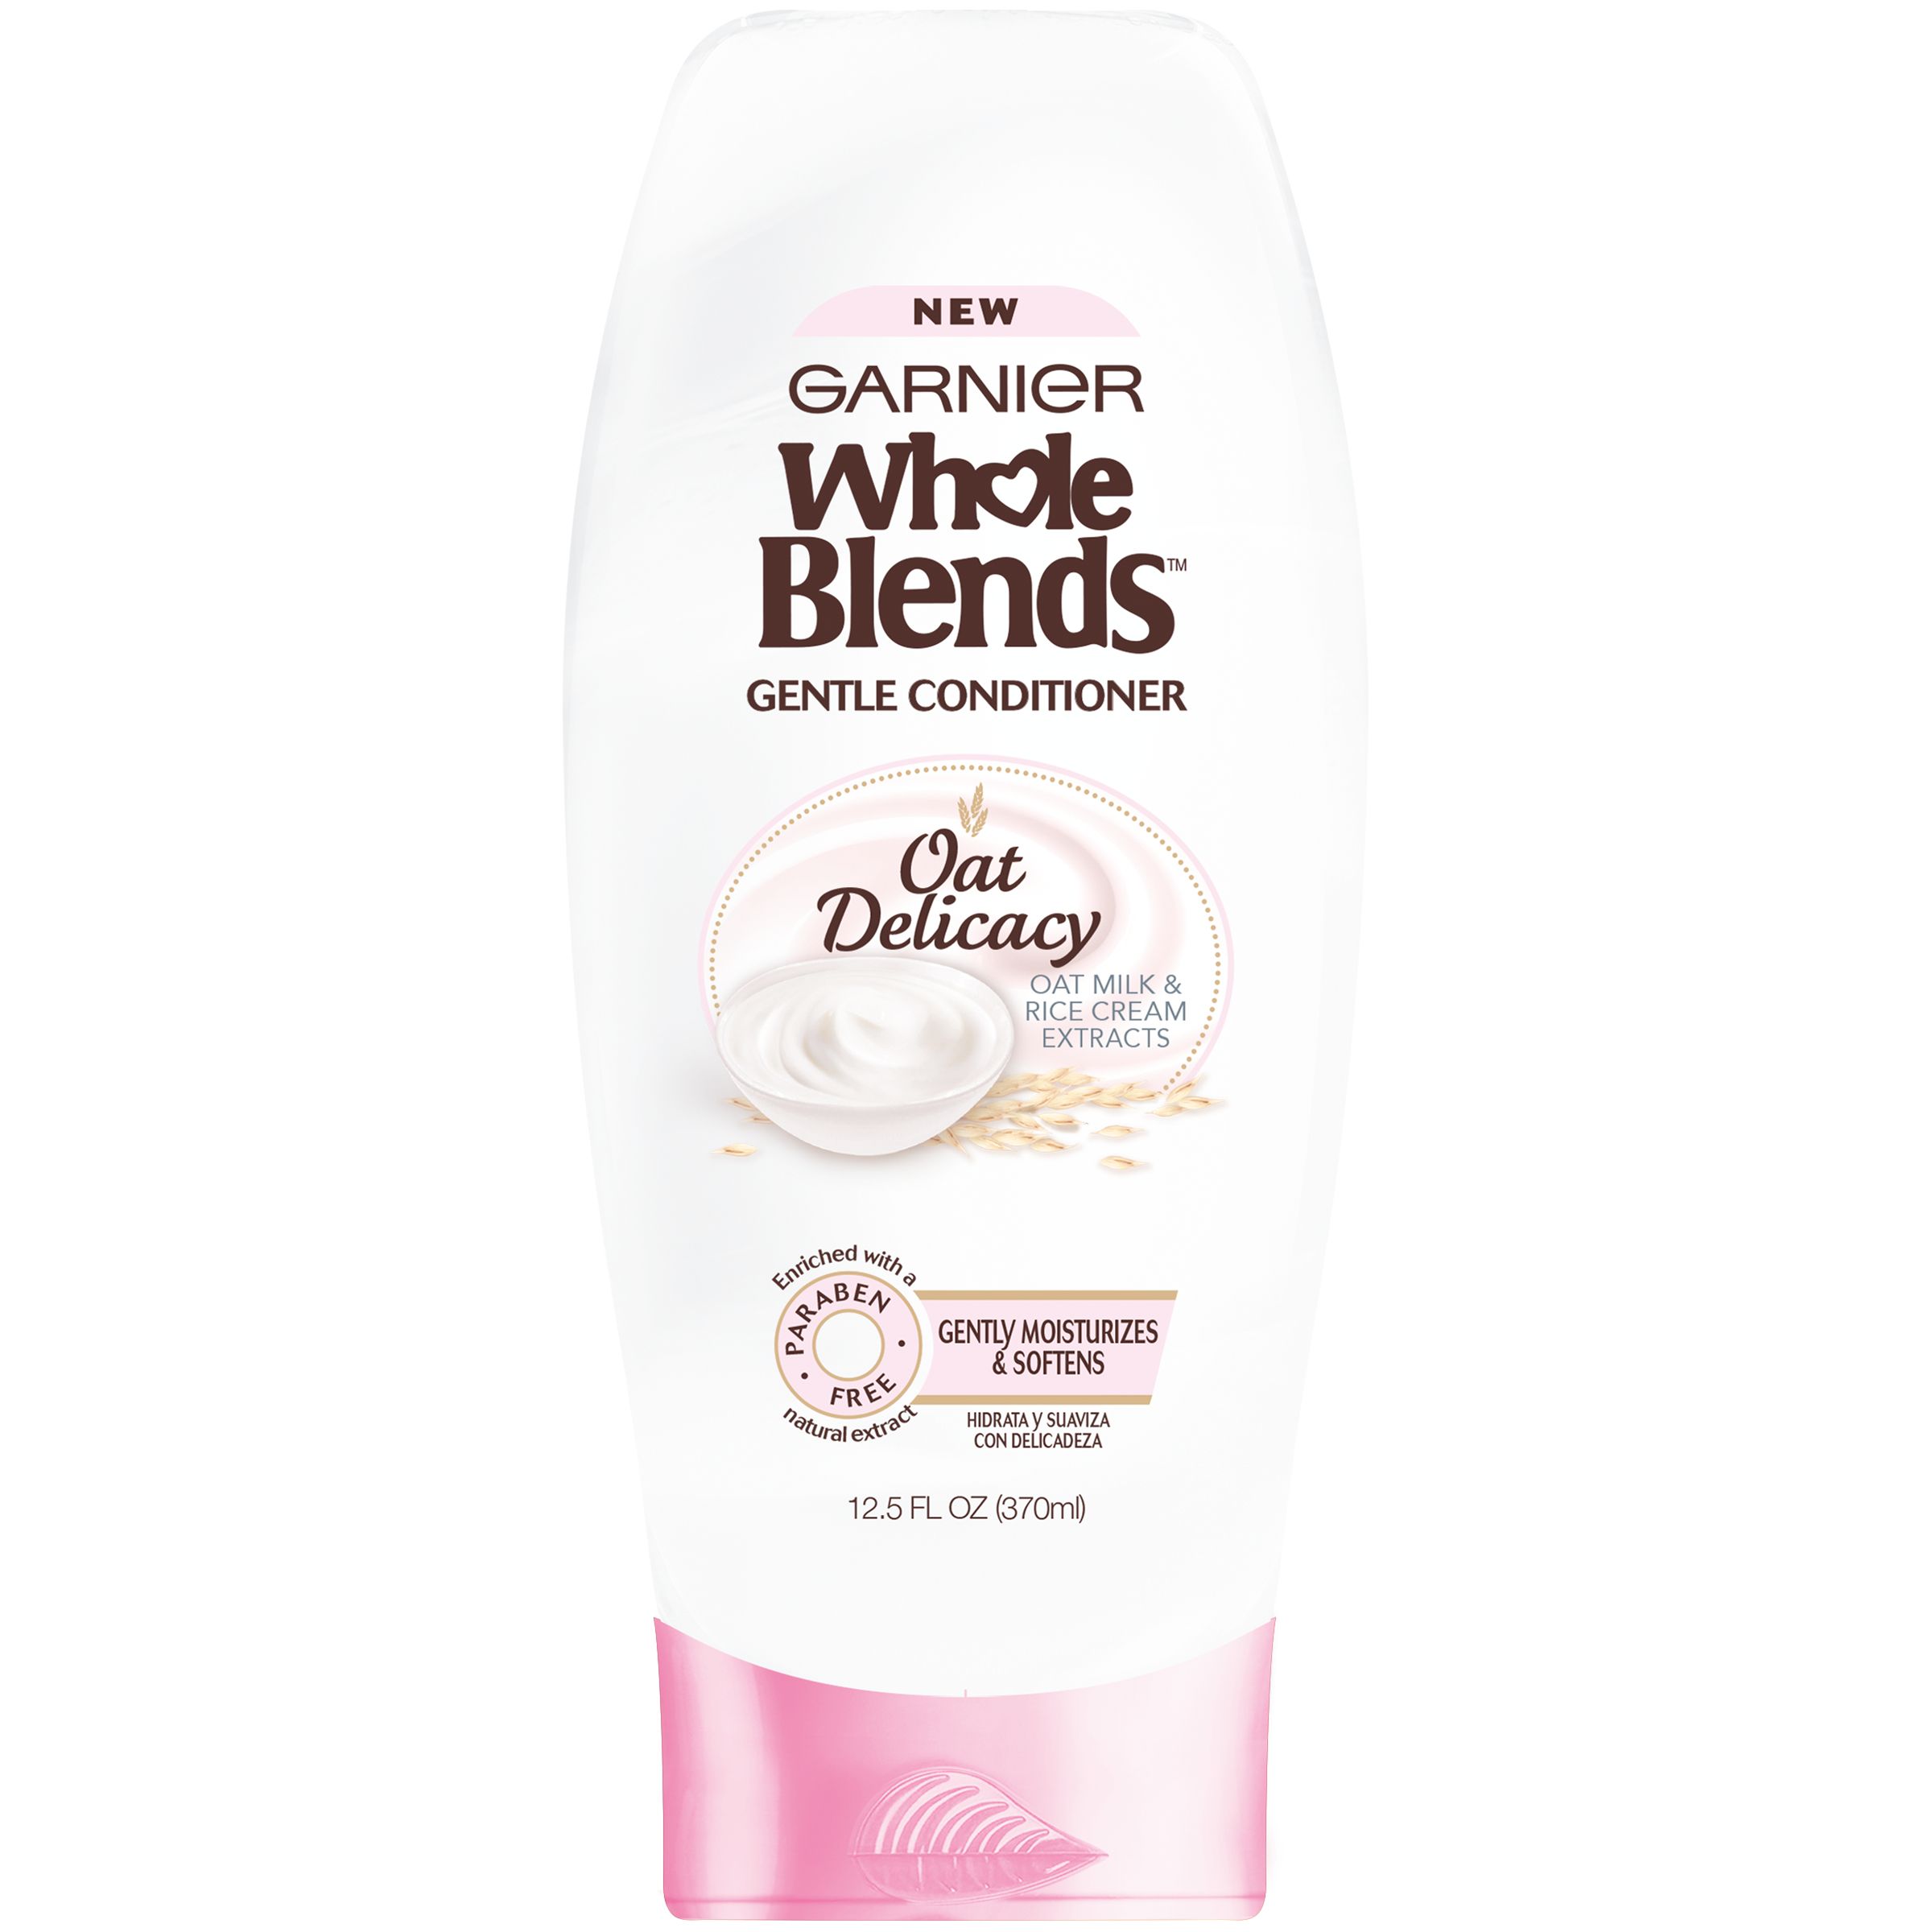 NEW
GARNIER
Whole
Blends™
GENTLE CONDITIONER
Oat
Delicacy
OAT MILK &
RICE CREAM
EXTRACTS
Enriched with a
PARABEN
• FREE •
natural extract
GENTLY MOISTURIZES
& SOFTENS
HIDRATA y SUAVIZA
CON DELICADEZA
12.5 FL OZ (370ml)